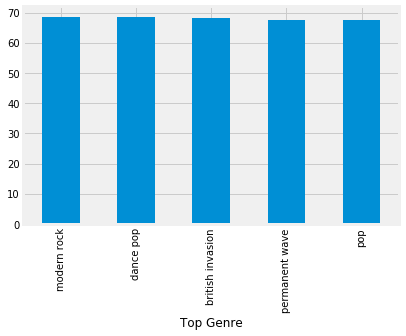 70
60
50
40
30
20
10
0
modern rock
dance pop
british invasion
permanent wave
pop
Top Genre